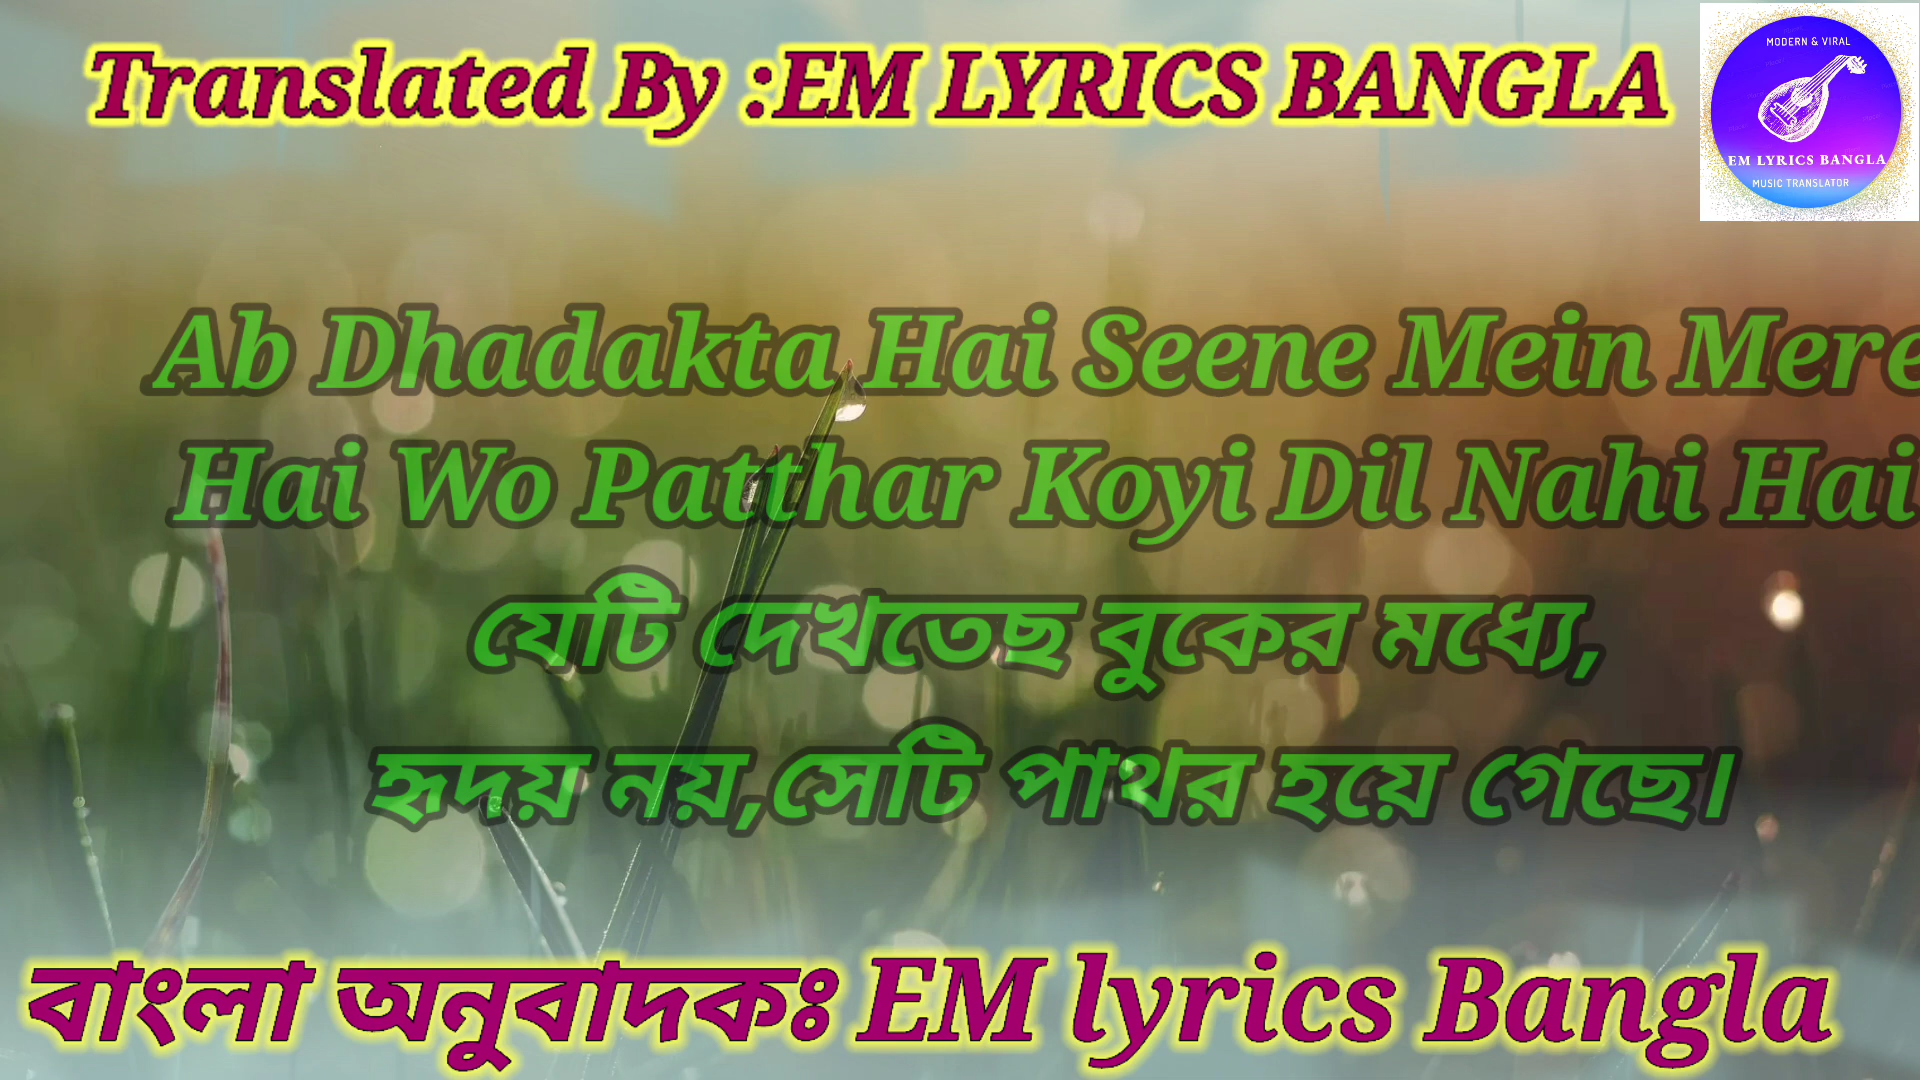 Translated By :EM LYRICS BANGLA
MODERN & VIRAL
EM LYRICS BANGLA
MUSIC TRANSLATOR
Ab Dhadakta Hai Seene Mein Mere
Hai Wo Patthar Koyi Dil Nahi Hai
যেটি দেখতেছ বুকের মধ্যে,
হৃদয় নয়,সেটি পাথর হয়ে গেছে।
বাংলা অনুবাদকঃ EM lyrics Bangla